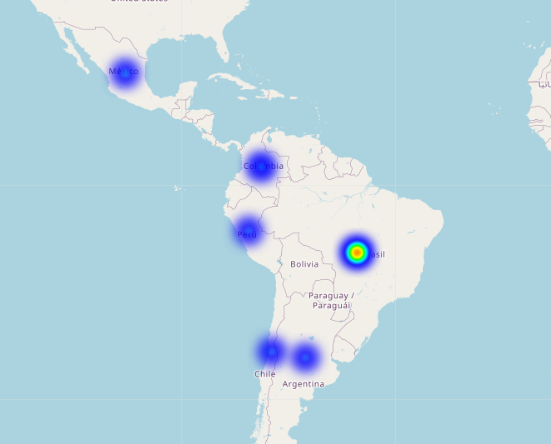 Colombia
Perú
Bolivia
Paraguay /
Paraguái
Chile
Argentina